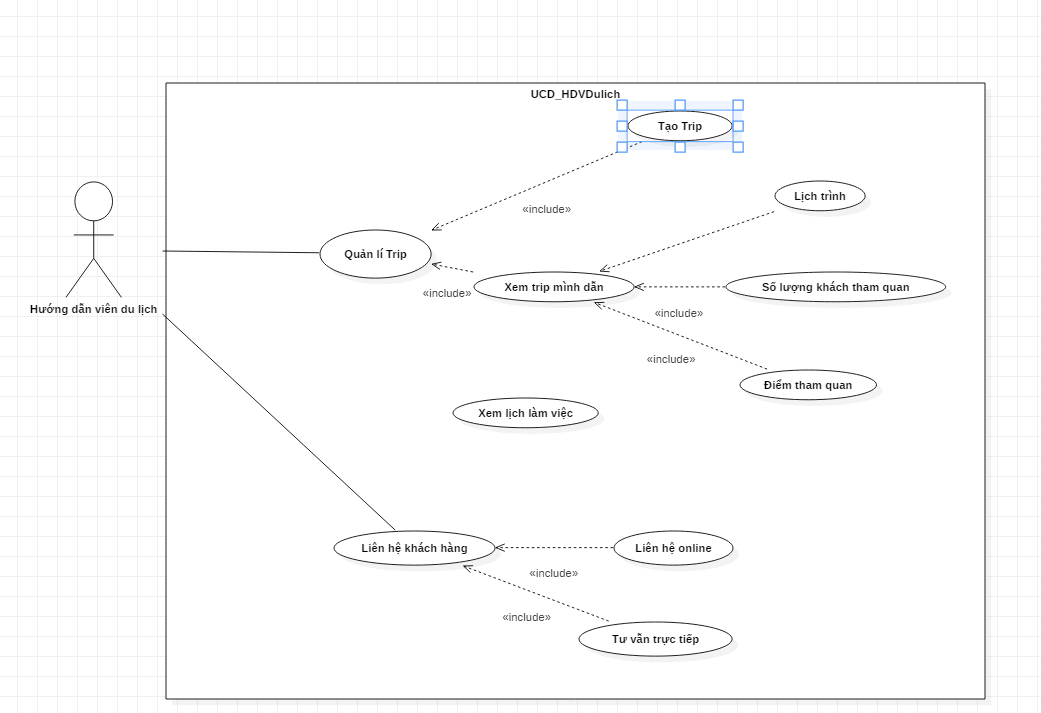 UCD_HDVDulich
Tạo Trip
Lịch trình
«include»
Quản lí Trip
Xem trip mình dẫn
Số lượng khách tham quan
«include»
Hướng dẫn viên du lịch
«include»
«include»
Điểm tham quan
Xem lịch làm việc
Liên hệ khách hàng
Liên hệ online
«include»
«include»
Tư vẫn trực tiếp